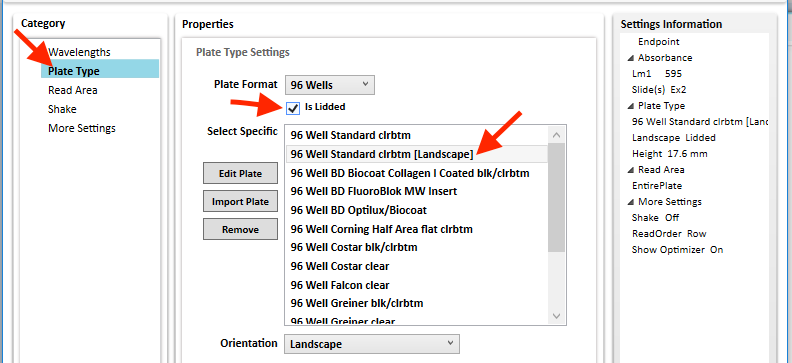 Category
Wavelengths
Plate Type
Read Area
Shake
More Settings
Properties
Plate Type Settings
Plate Format 96 Wells
Is Lidded
Select Specific
96 Well Standard clrbtm
96 Well Standard clrbtm [Landscape]
96 Well BD Biocoat Collagen I Coated blk/clrbtm
96 Well BD FluoroBlok MW Insert
96 Well BD Optilux/Biocoat
96 Well Corning Half Area flat clrbtm
96 Well Costar blk/clrbtm
96 Well Costar clear
96 Well Falcon clear
96 Well Greiner blk/clrbtm
96 Well Greiner clear
Edit Plate
Import Plate
Remove
Orientation Landscape
Settings Information
Endpoint
Absorbance
Lm1 595
Slide(s) Ex2
Plate Type
96 Well Standard clrbtm [Lan
Landscape Lidded
Height 17.6 mm
Read Area
EntirePlate
More Settings
Shake Off
ReadOrder Row
Show Optimizer On